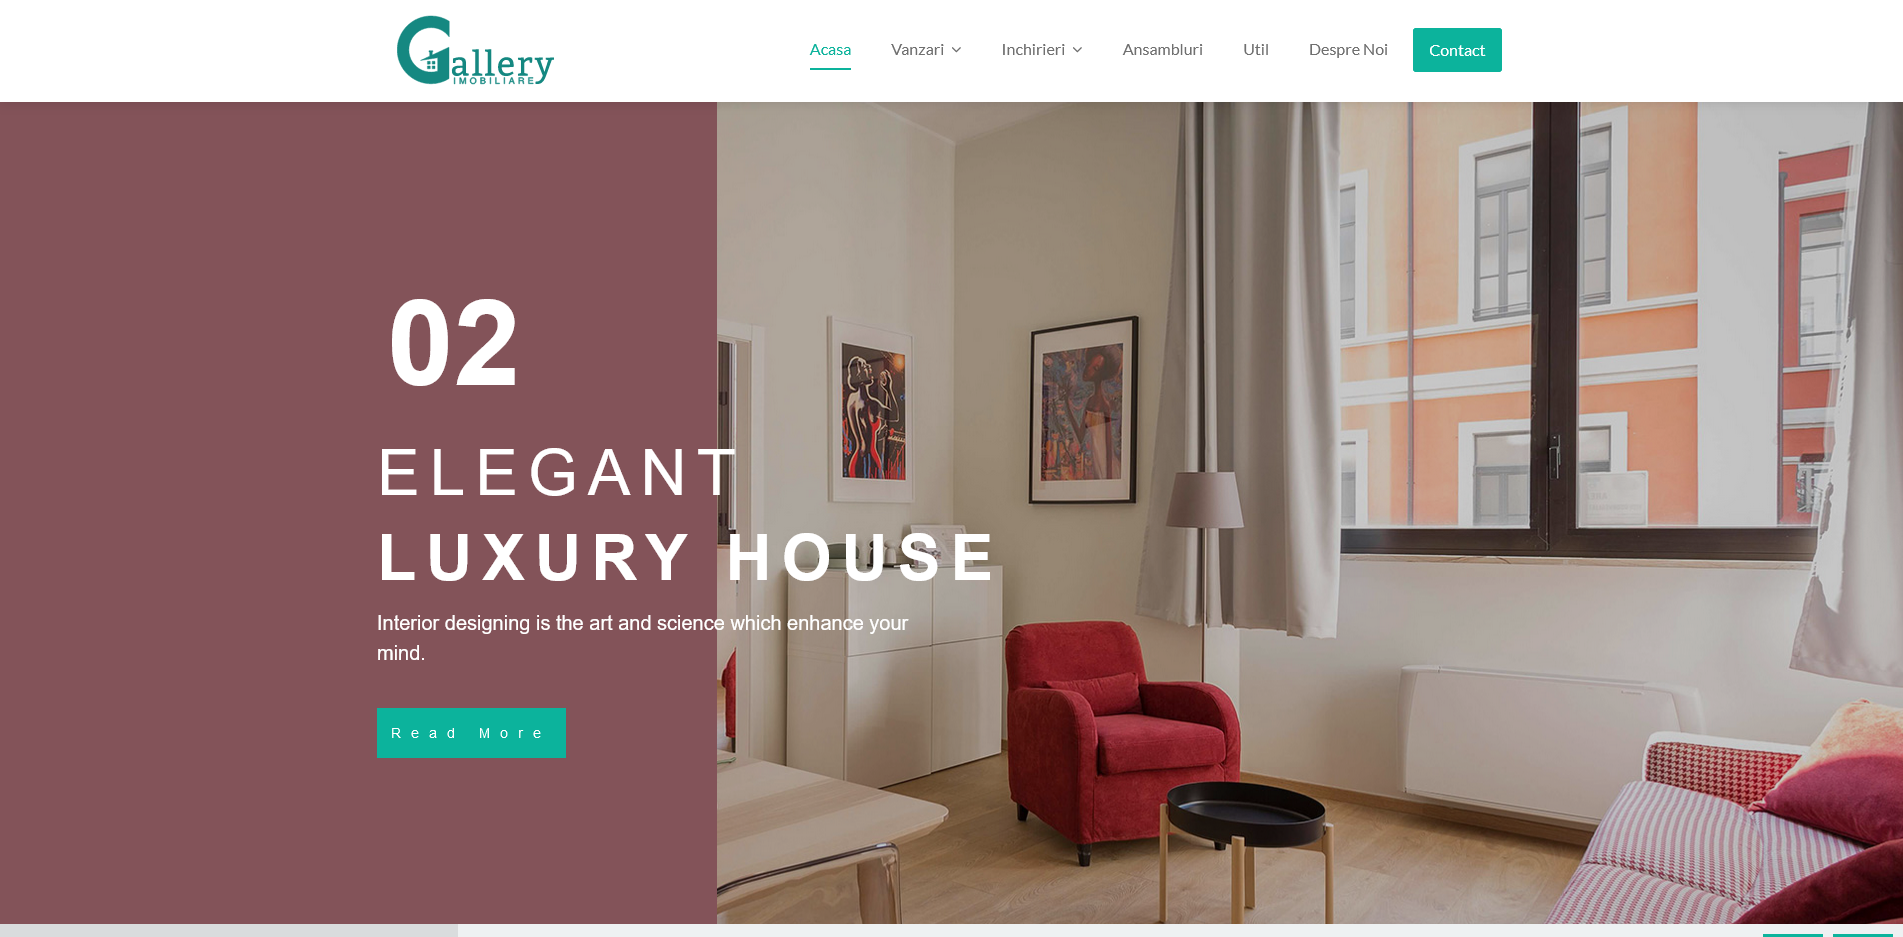 Gallery
IMOBILIARE
Acasa Vanzari Inchirieri Ansambluri Util Despre Noi Contact
02
ELEGANT
LUXURY HOUSE
Interior designing is the art and science which enhance your
mind.
Read More